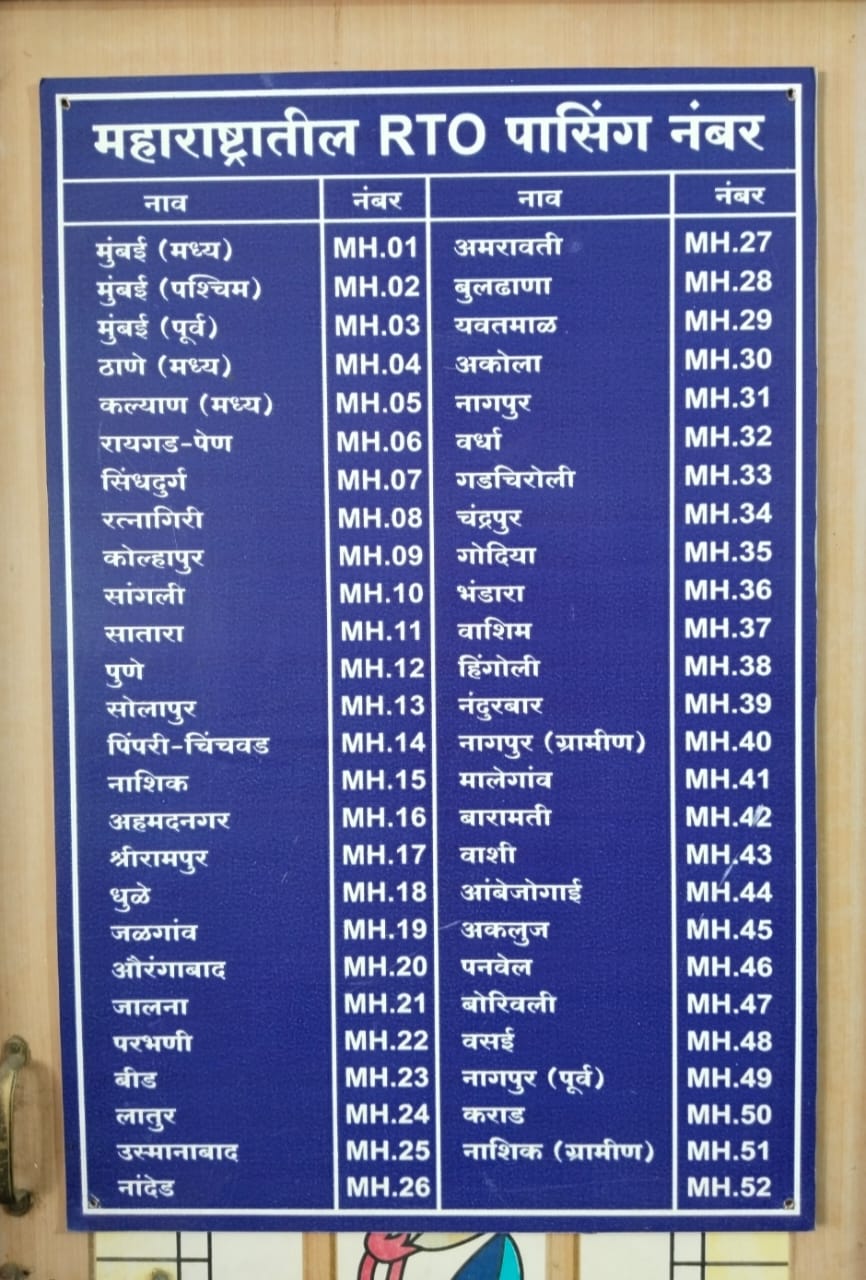 महाराष्ट्रातील RTO पासिंग नंबर
नाव नंबर नाव नंबर
मुंबई (मध्य) MH.01 अमरावती MH.27
मुंबई (पश्चिम) MH.02 बुलढाणा MH.28
मुंबई (पूर्व) MH.03 यवतमाळ MH.29
ठाणे (मध्य) MH.04 अकोला MH.30
कल्याण (मध्य) MH.05 नागपुर MH.31
रायगड-पेण MH.06 वर्धा MH.32
सिंधदुर्ग MH.07 गडचिरोली MH.33
रत्नागिरी MH.08 चंद्रपुर MH.34
कोल्हापुर MH.09 गोदिया MH.35
सांगली MH.10 भंडारा MH.36
सातारा MH.11 वाशिम MH.37
पुणे MH.12 हिंगोली MH.38
सोलापुर MH.13 नंदुरबार MH.39
पिंपरी-चिंचवड MH.14 नागपुर (ग्रामीण) MH.40
नाशिक MH.15 मालेगांव MH.41
अहमदनगर MH.16 बारामती MH.42
श्रीरामपुर MH.17 वाशी MH.43
धुळे MH.18 आंबेजोगाई MH.44
जळगांव MH.19 अकलुज MH.45
औरंगाबाद MH.20 पनवेल MH.46
जालना MH.21 बोरिवली MH.47
परभणी MH.22 वसई MH.48
बीड MH.23 नागपुर (पूर्व) MH.49
लातुर MH.24 कराड MH.50
उस्मानाबाद MH.25 नाशिक (ग्रामीण) MH.51
नांदेड MH.26 MH.52